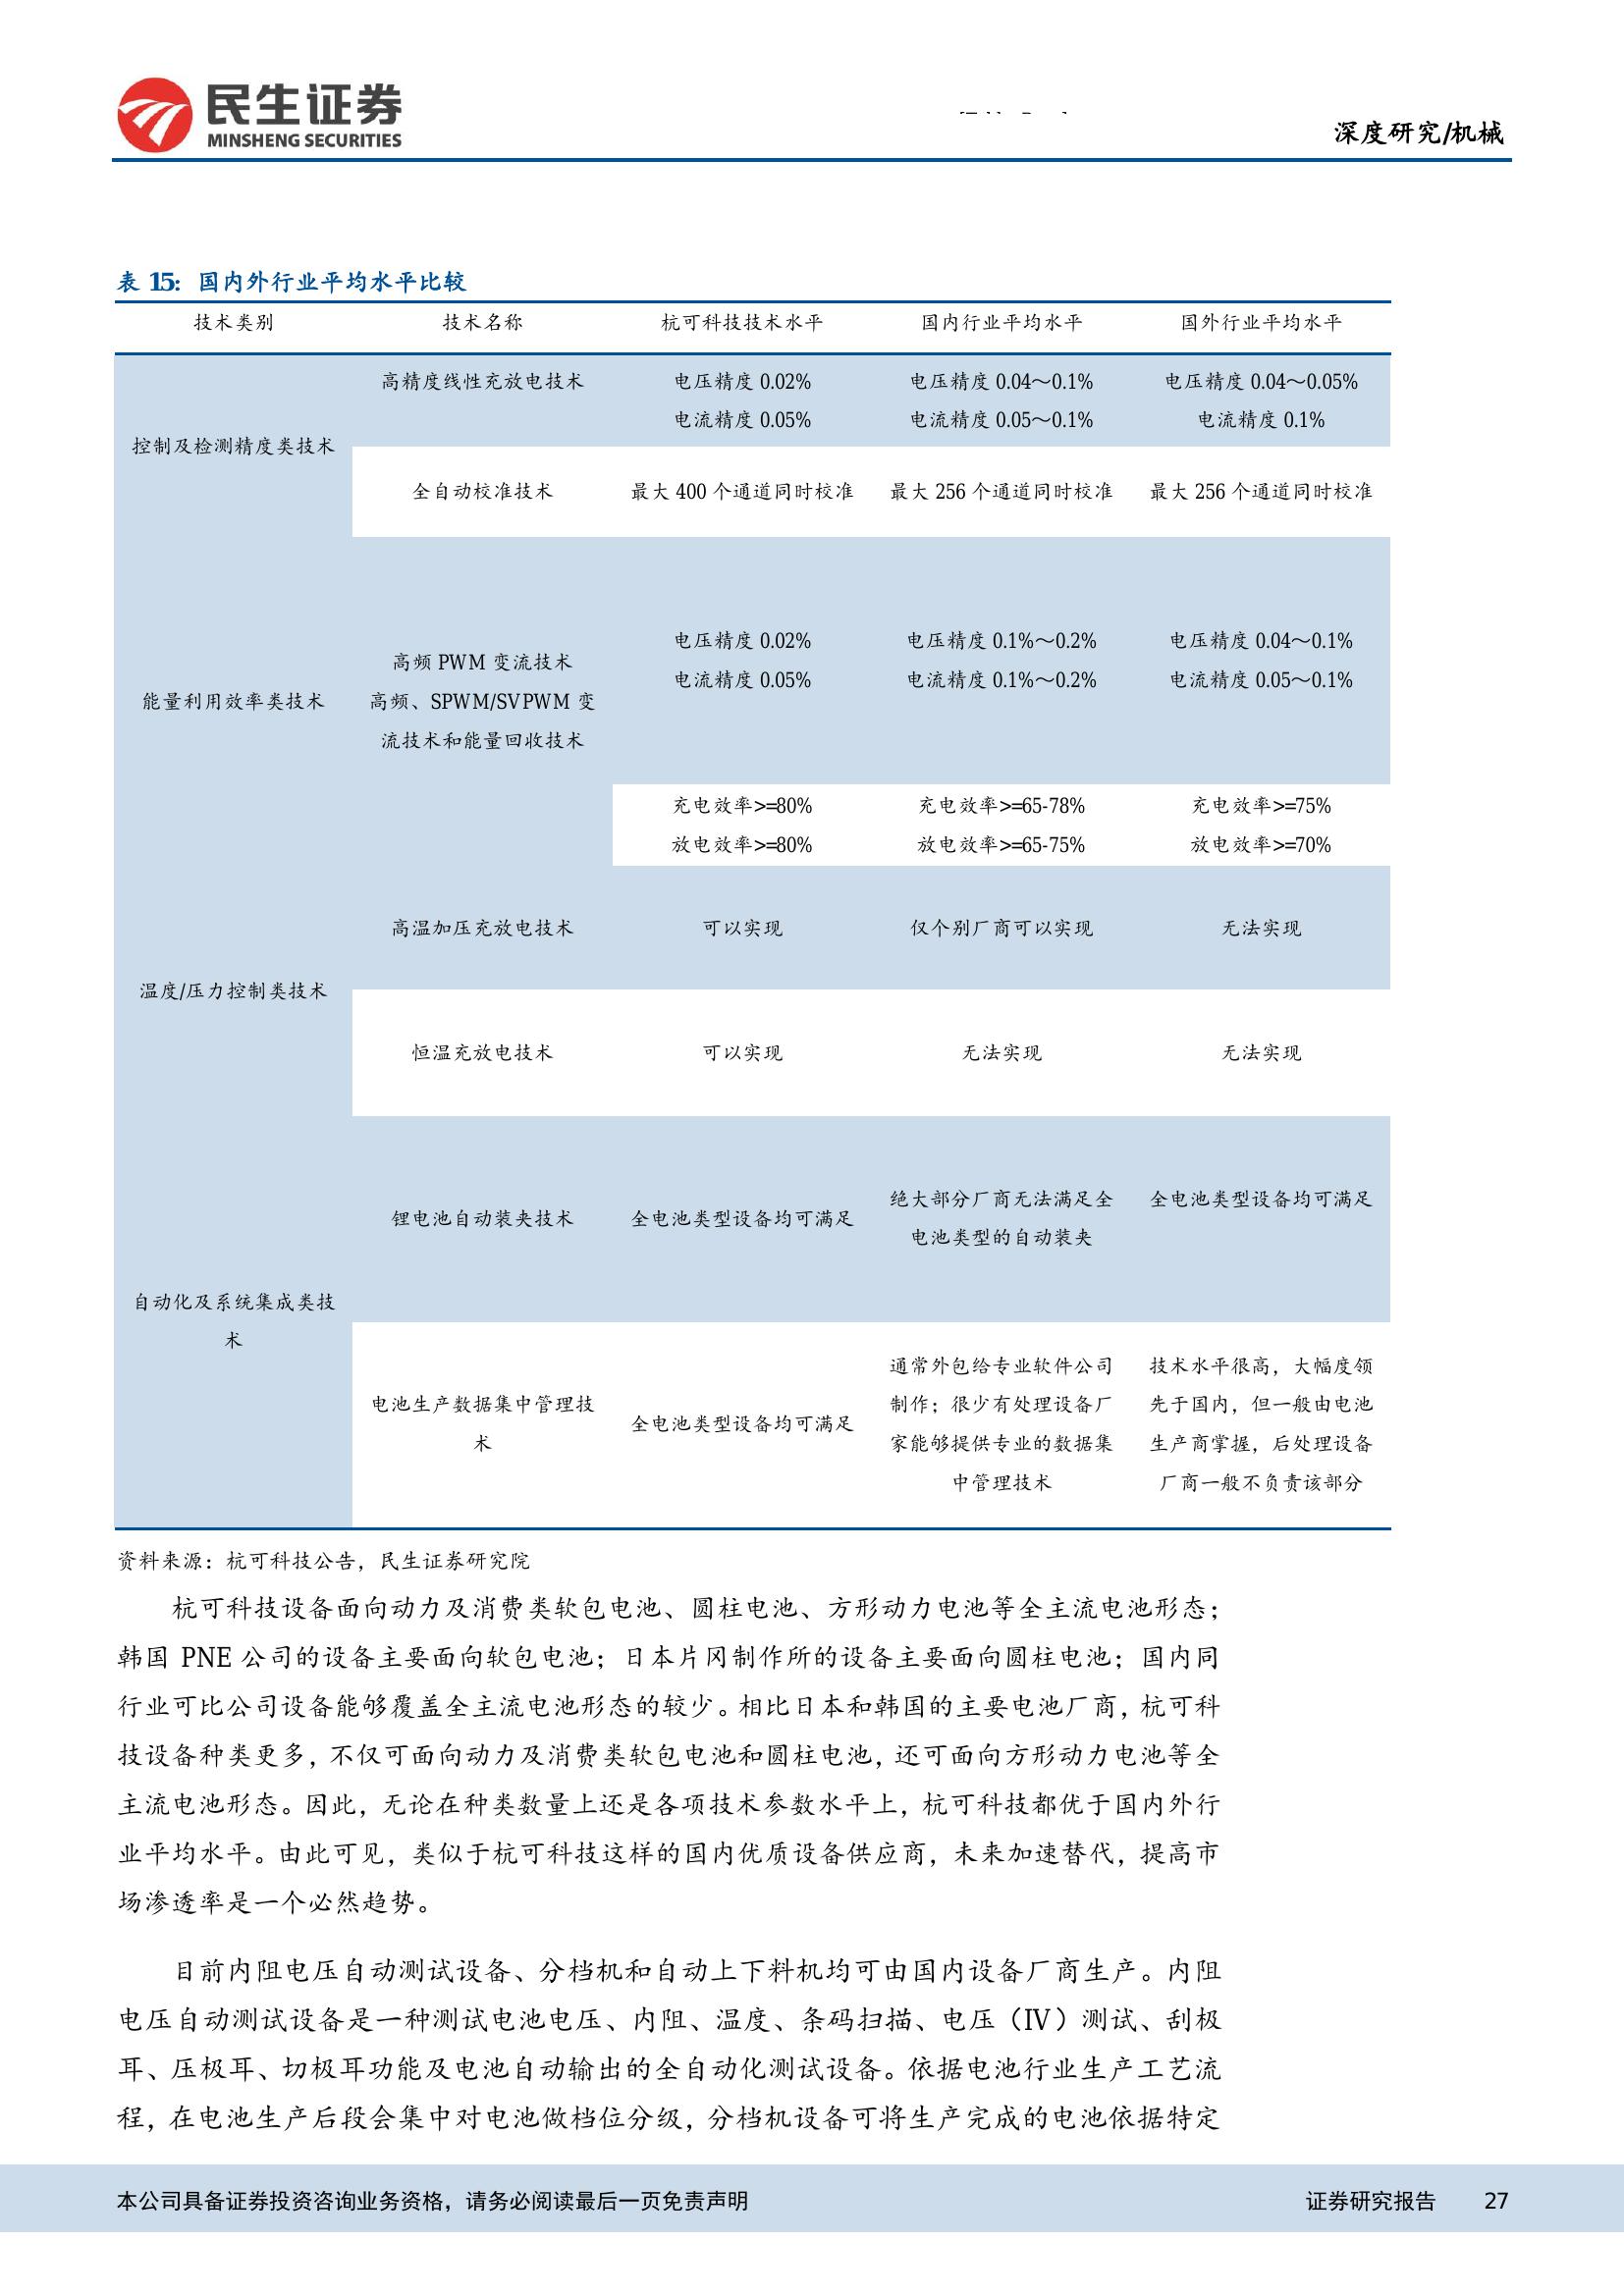 民生证券
MINSHENG SECURITIES
深度研究/机械
表 15: 国内外行业平均水平比较
技术类别 技术名称 杭可科技技术水平 国内行业平均水平 国外行业平均水平
控制及检测精度类技术
高精度线性充放电技术
电压精度 0.02%
电流精度 0.05%
电压精度 0.04～0.1%
电流精度 0.05～0.1%
电压精度 0.04～0.05%
电流精度 0.1%
全自动校准技术
最大 400 个通道同时校准
最大 256 个通道同时校准
最大 256 个通道同时校准
能量利用效率类技术
高频 PWM 变流技术
高频、SPWM/SVPWM 变
流技术和能量回收技术
电压精度 0.02%
电流精度 0.05%
电压精度 0.1%～0.2%
电流精度 0.1%～0.2%
电压精度 0.04～0.1%
电流精度 0.05～0.1%
充电效率>=80%
放电效率>=80%
充电效率>=65-78%
放电效率>=65-75%
充电效率>=75%
放电效率>=70%
温度/压力控制类技术
高温加压充放电技术
可以实现
仅个别厂商可以实现
无法实现
恒温充放电技术
可以实现
无法实现
无法实现
自动化及系统集成类技
术
锂电池自动装夹技术
全电池类型设备均可满足
绝大部分厂商无法满足全
电池类型的自动装夹
全电池类型设备均可满足
电池生产数据集中管理技
术
全电池类型设备均可满足
通常外包给专业软件公司
制作；很少有处理设备厂
家能够提供专业的数据集
中管理技术
技术水平很高，大幅度领
先于国内，但一般由电池
生产商掌握，后处理设备
厂商一般不负责该部分
资料来源：杭可科技公告，民生证券研究院
杭可科技设备面向动力及消费类软包电池、圆柱电池、方形动力电池等全主流电池形态；
韩国 PNE 公司的设备主要面向软包电池；日本片冈制作所的设备主要面向圆柱电池；国内同
行业可比公司设备能够覆盖全主流电池形态的较少。相比日本和韩国的主要电池厂商，杭可科
技设备种类更多，不仅可面向动力及消费类软包电池和圆柱电池，还可面向方形动力电池等全
主流电池形态。因此，无论在种类数量上还是各项技术参数水平上，杭可科技都优于国内外行
业平均水平。由此可见，类似于杭可科技这样的国内优质设备供应商，未来加速替代，提高市
场渗透率是一个必然趋势。
目前内阻电压自动测试设备、分档机和自动上下料机均可由国内设备厂商生产。内阻
电压自动测试设备是一种测试电池电压、内阻、温度、条码扫描、电压（IV）测试、刮极
耳、压极耳、切极耳功能及电池自动输出的全自动化测试设备。依据电池行业生产工艺流
程，在电池生产后段会集中对电池做档位分级，分档机设备可将生产完成的电池依据特定
本公司具备证券投资咨询业务资格，请务必阅读最后一页免责声明
证券研究报告 27